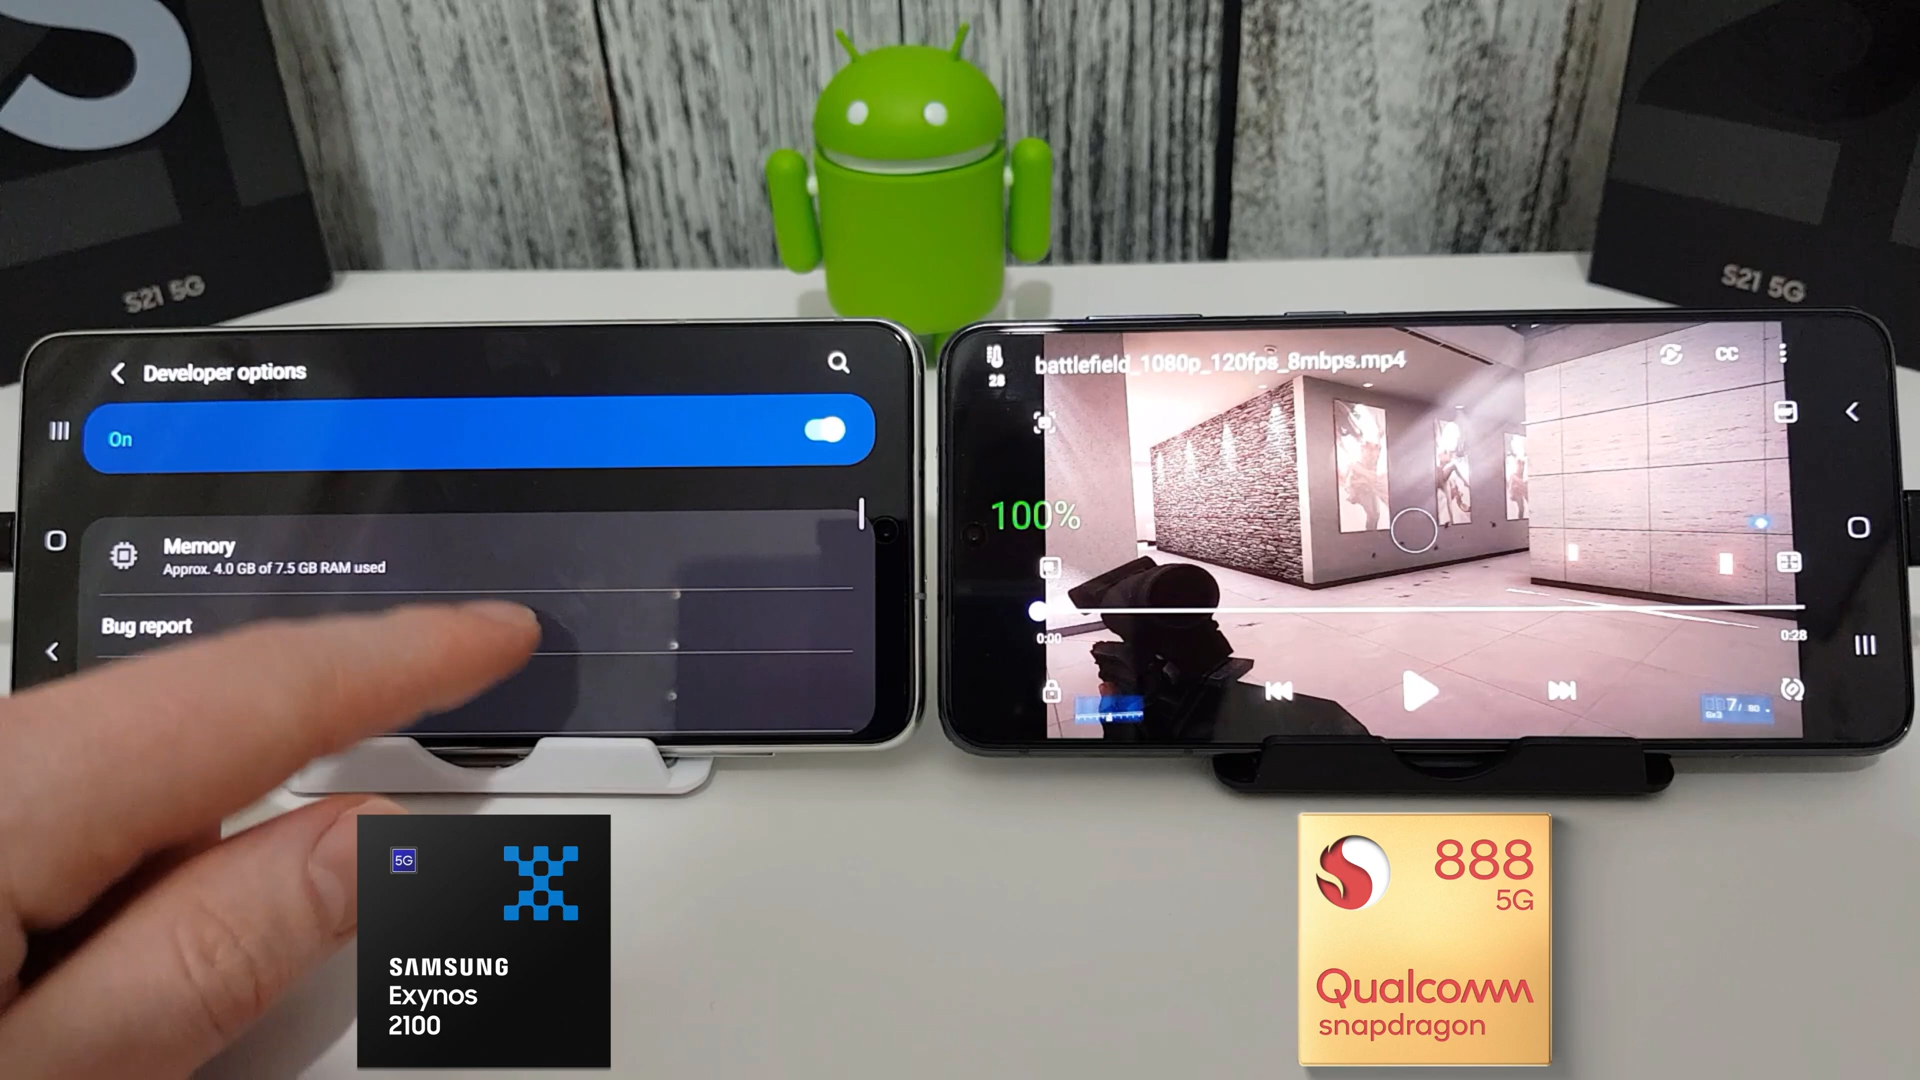 S21 5G
S21 5G
Developer options
On
Memory
Approx. 4.0 GB of 7.5 GB RAM used
Bug report
28
battlefield_1080p_120fps_8mbps.mp4
CC
100%
0:00
0:28
5G
SAMSUNG
Exynos
2100
888
5G
Qualcomm
snapdragon